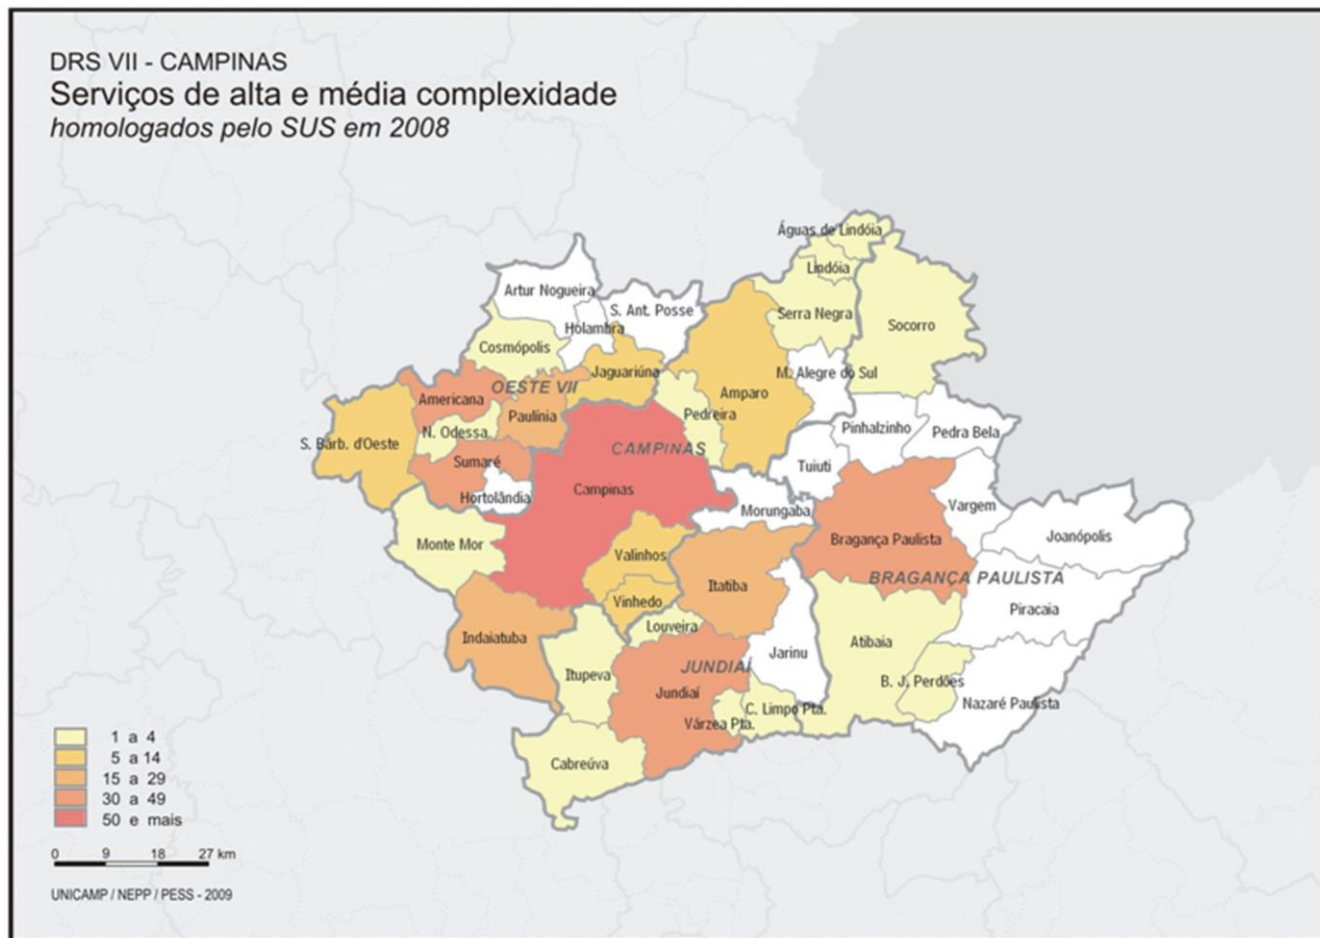 DRS VII - CAMPINAS
Serviços de alta e média complexidade
homologados pelo SUS em 2008
Águas de Lindóia
Lindóia
Artur Nogueira
S. Ant. Posse
Serra Negra
Holambra
Socorro
Cosmópolis
Jaguariúna
M. Alegre do Sul
OESTE VII
Americana
Amparo
Paulínia
Pedreira
N. Odessa
Pinhalzinho
Pedra Bela
S. Bárb. d'Oeste
CAMPINAS
Sumaré
Tuiuti
Campinas
Hortolândia
Vargem
Morungaba
Monte Mor
Bragança Paulista
Joanópolis
Valinhos
BRAGANÇA PAULISTA
Itatiba
Vinhedo
Piracaia
Louveira
Indaiatuba
Atibaia
Jarinu
JUNDIAÍ
Itupeva
B. J. Perdões
Jundiaí
Nazaré Paulista
C. Limpo Pta.
Várzea Pta.
Cabreúva
1 a 4
5 a 14
15 a 29
30 a 49
50 e mais
0 9 18 27 km
UNICAMP / NEPP / PESS - 2009